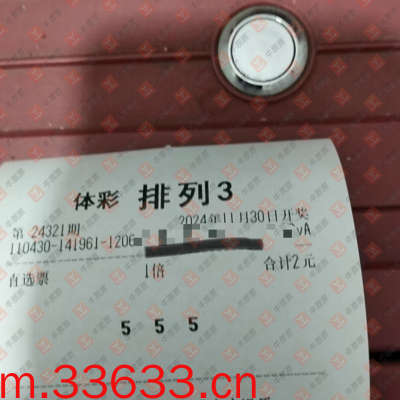 体彩 排列3
第 24321期 2024年11月30日开奖
110430-141961-1206 vA
直选票 1倍 合计2元
5 5 5
m.33633.cn